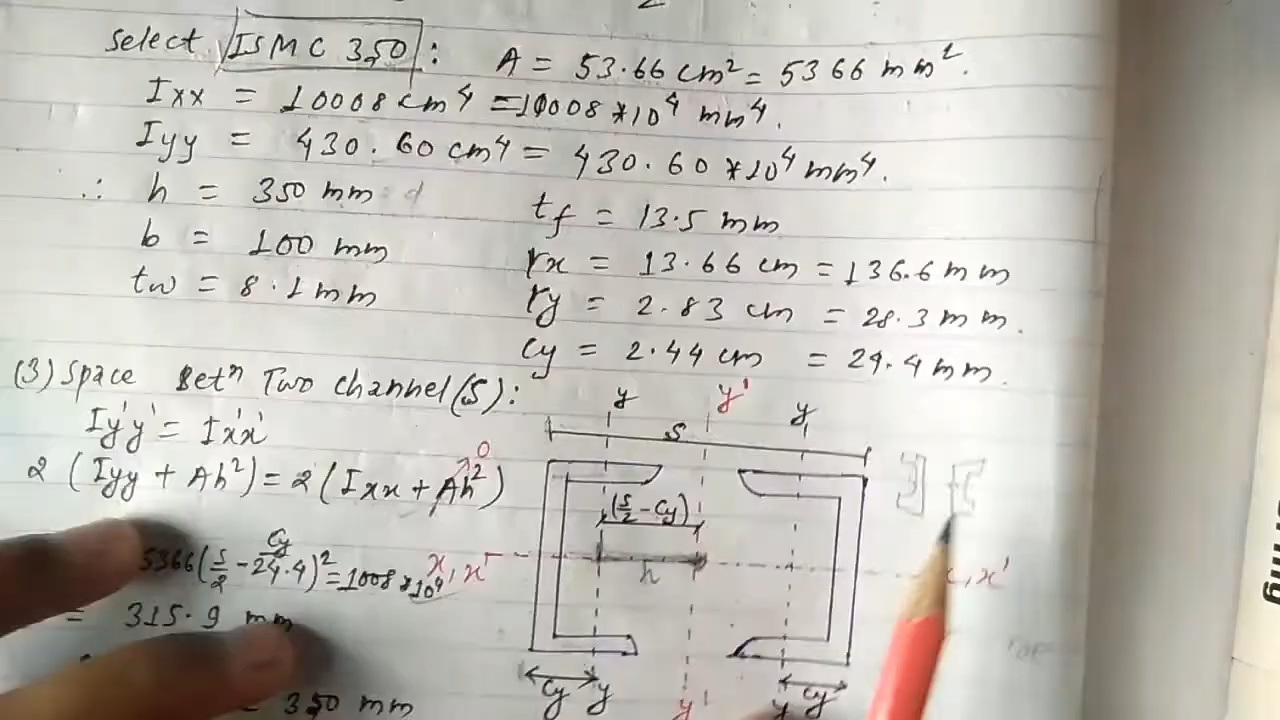 select ISMC 350 : A = 53.66 cm² = 5366 mm².
Ixx = 10008 cm⁴ = 10008 * 10⁴ mm⁴.
Iyy = 430.60 cm⁴ = 430.60 * 10⁴ mm⁴.
∴ h = 350 mm = d
tf = 13.5 mm
b = 100 mm
rx = 13.66 cm = 136.6 mm
tw = 8.1 mm
ry = 2.83 cm = 28.3 mm.
cy = 2.44 cm = 24.4 mm.
(3) Space betⁿ Two channel (S):
y y' y
S
Iy'y' = Ix'x'
2 (Iyy + Ah²) = 2 (Ixx + Ah²) 0
(S/2 - Cy)
Cy
5366 (S/2 - 24.4)² = 1008 * 10⁴
x, x' x, x'
h
= 315.9 mm
Cy y y Cy
= 350 mm
y' y'